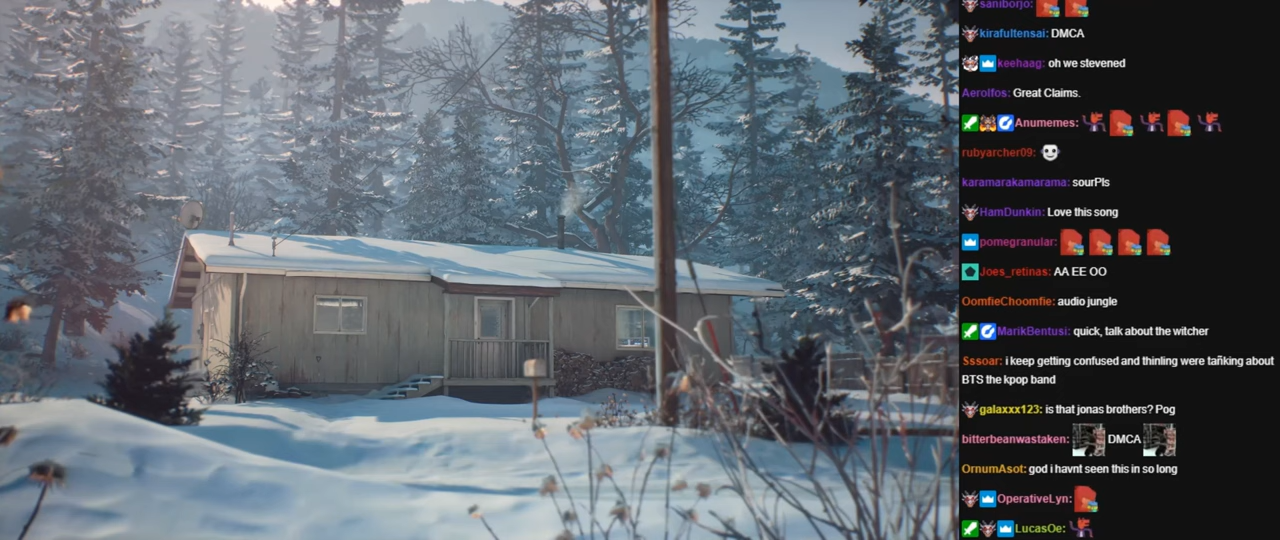 saniborjo:
kirafultensai: DMCA
keehaag: oh we stevened
Aerolfos: Great Claims.
Anumemes:
rubyarcher09:
karamarakamarama: sourPls
HamDunkin: Love this song
pomegranular:
Joes_retinas: AA EE OO
OomfieChoomfie: audio jungle
MarikBentusi: quick, talk about the witcher
Sssoar: i keep getting confused and thinling were tañking about
BTS the kpop band
galaxxx123: is that jonas brothers? Pog
bitterbeanwastaken: DMCA
OrnumAsot: god i havnt seen this in so long
OperativeLyn:
LucasOe: